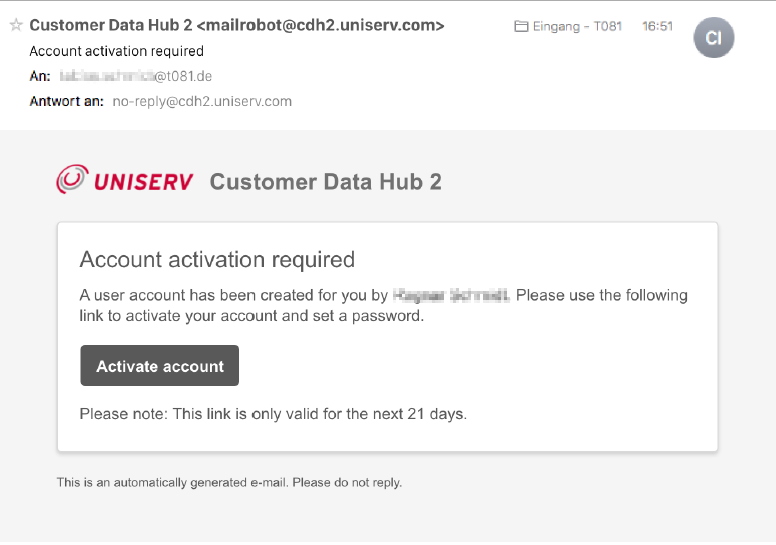 Customer Data Hub 2 <mailrobot@cdh2.uniserv.com>
Eingang - T081
16:51
CI
Account activation required
An: @t081.de
Antwort an: no-reply@cdh2.uniserv.com
UNISERV Customer Data Hub 2
Account activation required
A user account has been created for you by Please use the following
link to activate your account and set a password.
Activate account
Please note: This link is only valid for the next 21 days.
This is an automatically generated e-mail. Please do not reply.